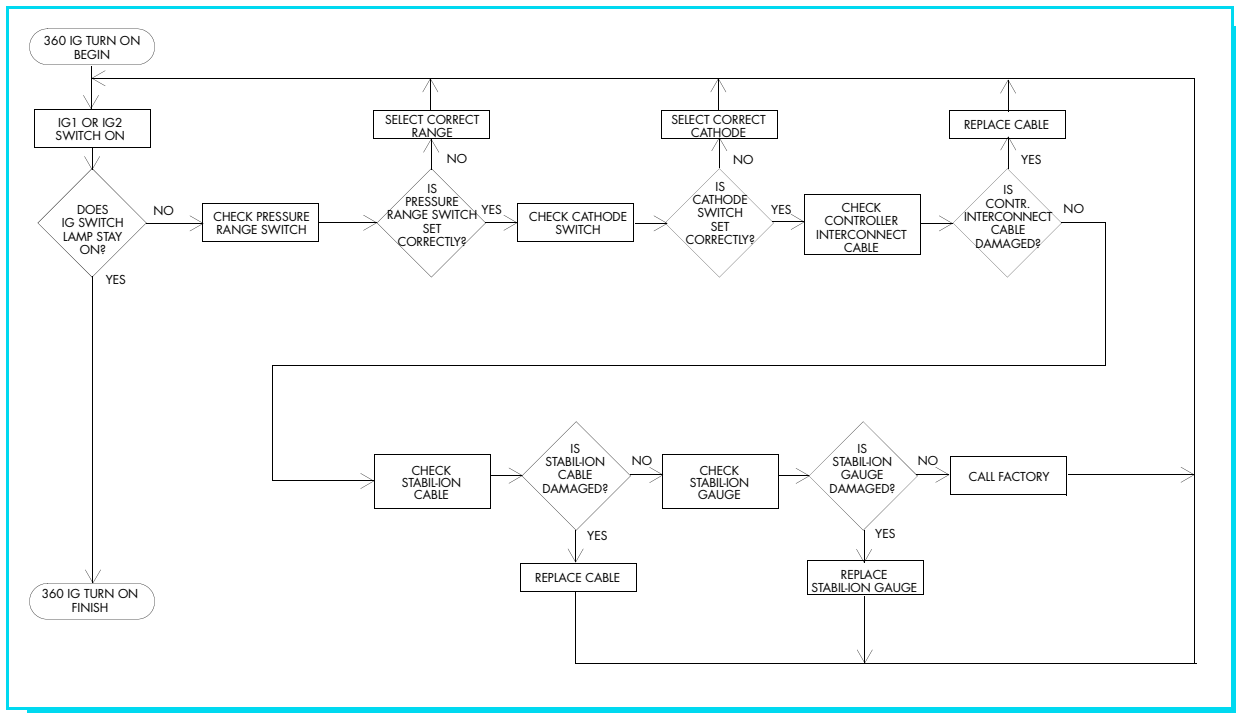 360 IG TURN ON
BEGIN
IG1 OR IG2
SWITCH ON
DOES
IG SWITCH
LAMP STAY
ON?
NO
YES
CHECK PRESSURE
RANGE SWITCH
SELECT CORRECT
RANGE
NO
IS
PRESSURE
RANGE SWITCH
SET
CORRECTLY?
YES
CHECK CATHODE
SWITCH
SELECT CORRECT
CATHODE
NO
IS
CATHODE
SWITCH
SET
CORRECTLY?
YES
CHECK
CONTROLLER
INTERCONNECT
CABLE
REPLACE CABLE
YES
IS
CONTR.
INTERCONNECT
CABLE
DAMAGED?
NO
CHECK
STABIL-ION
CABLE
IS
STABIL-ION
CABLE
DAMAGED?
NO
YES
REPLACE CABLE
CHECK
STABIL-ION
GAUGE
IS
STABIL-ION
GAUGE
DAMAGED?
NO
YES
REPLACE
STABIL-ION GAUGE
CALL FACTORY
360 IG TURN ON
FINISH